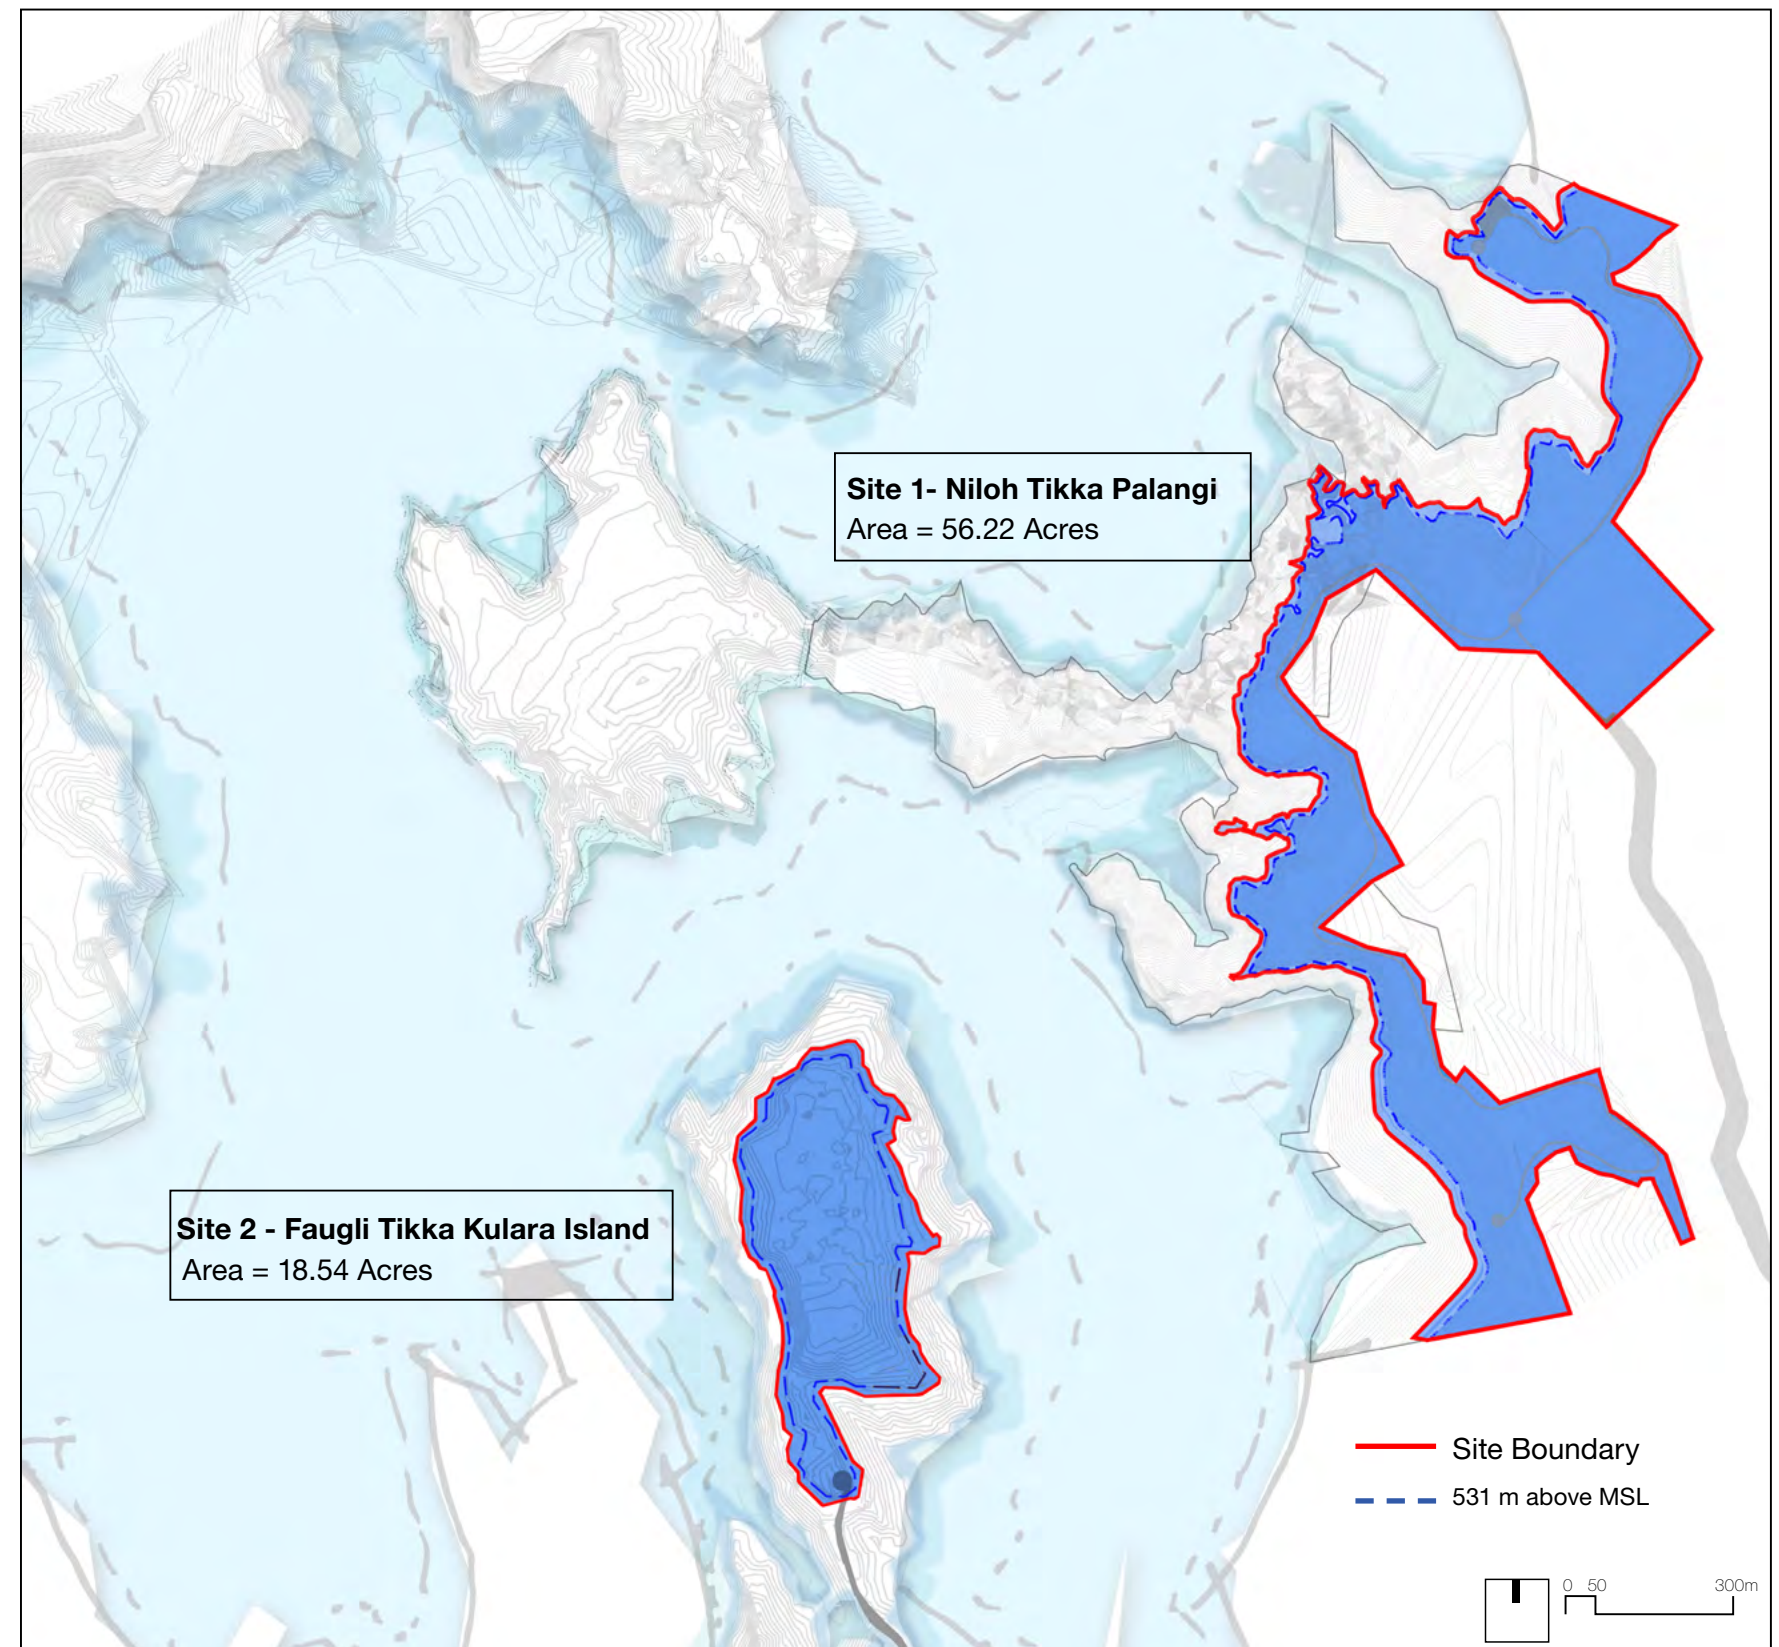 Site 1- Niloh Tikka Palangi
Area = 56.22 Acres
Site 2 - Faugli Tikka Kulara Island
Area = 18.54 Acres
Site Boundary
531 m above MSL
0 50 300m